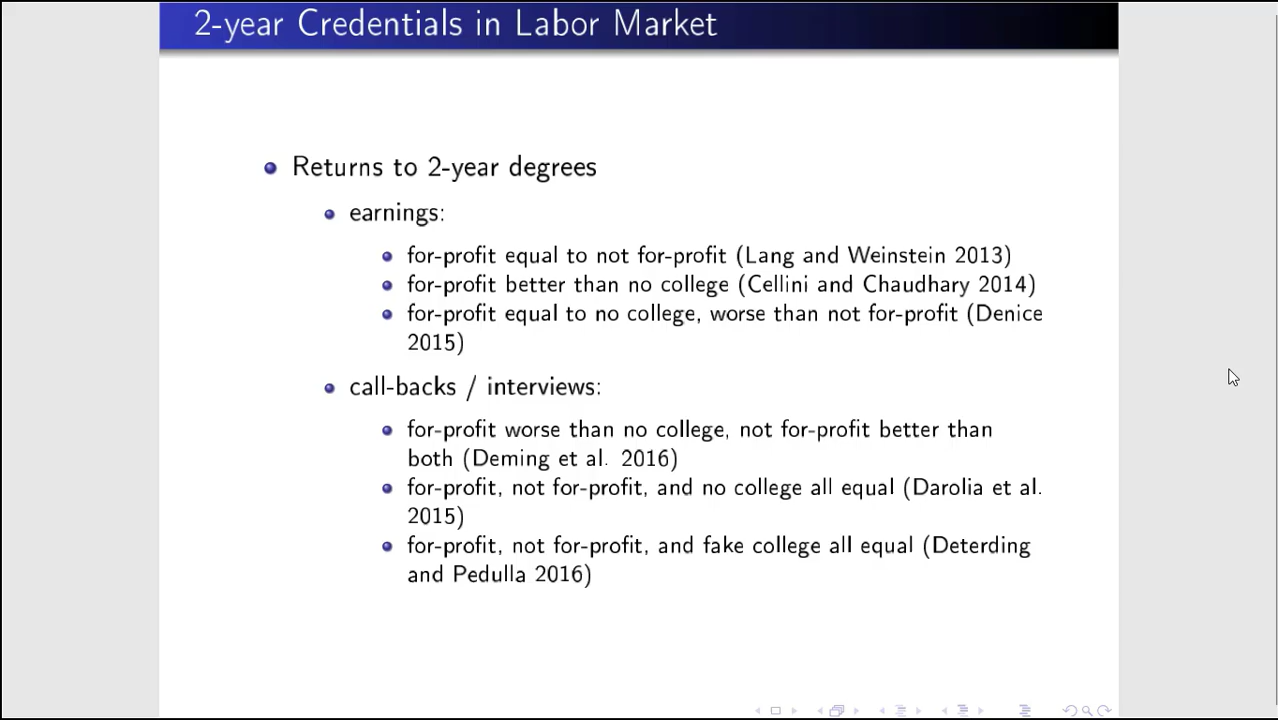 2-year Credentials in Labor Market
Returns to 2-year degrees
earnings:
for-profit equal to not for-profit (Lang and Weinstein 2013)
for-profit better than no college (Cellini and Chaudhary 2014)
for-profit equal to no college, worse than not for-profit (Denice
2015)
call-backs / interviews:
for-profit worse than no college, not for-profit better than
both (Deming et al. 2016)
for-profit, not for-profit, and no college all equal (Darolia et al.
2015)
for-profit, not for-profit, and fake college all equal (Deterding
and Pedulla 2016)